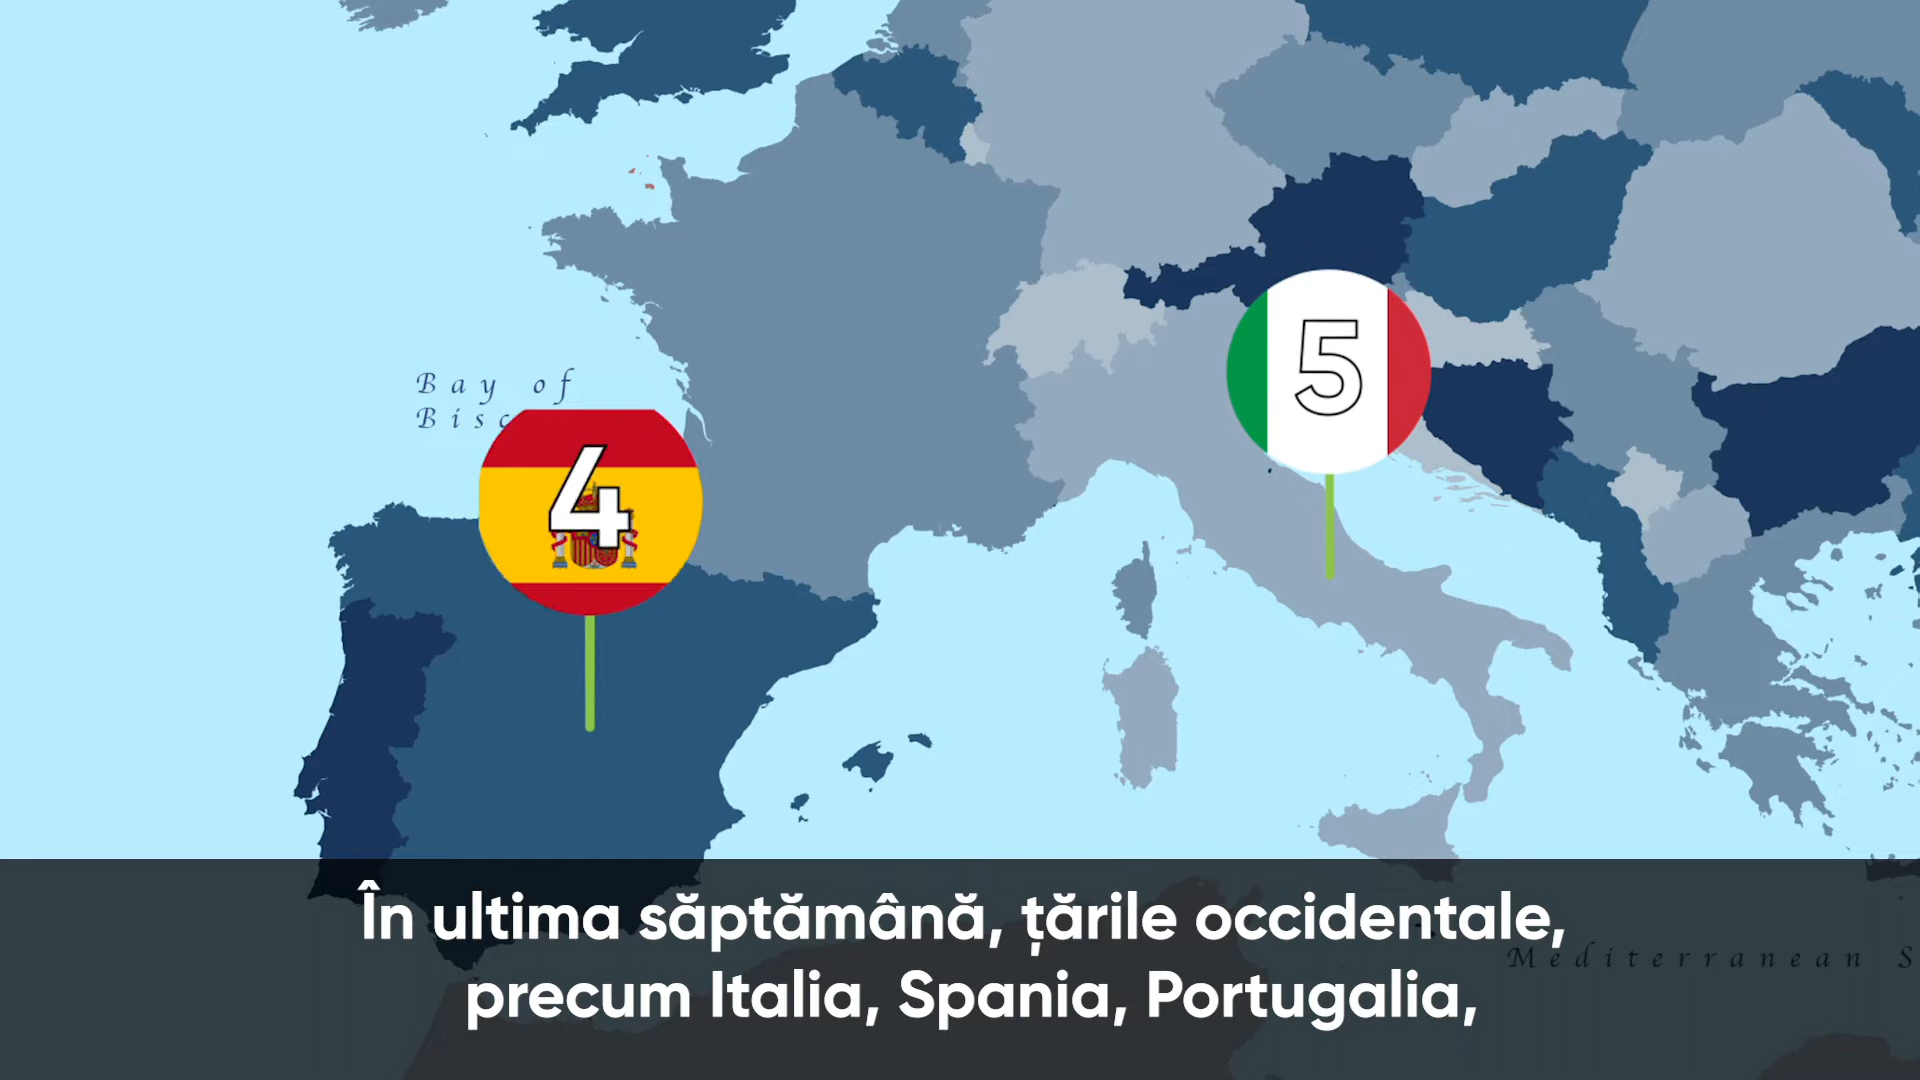 Bay of
Bisc
4
5
Mediterranean S
În ultima săptămână, țările occidentale,
precum Italia, Spania, Portugalia,